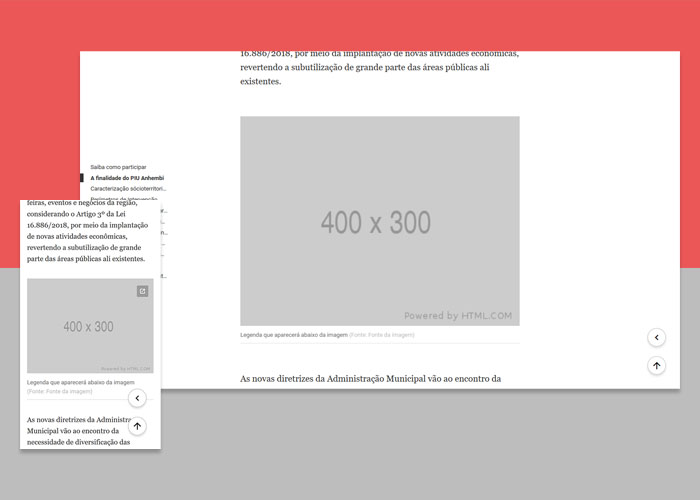 16.886/2018, por meio da implantação de novas atividades econômicas,
revertendo a subutilização de grande parte das áreas públicas ali
existentes.
400 x 300
Powered by HTML.COM
Legenda que aparecerá abaixo da imagem (Fonte: Fonte da imagem)
As novas diretrizes da Administração Municipal vão ao encontro da
Saiba como participar
A finalidade do PIU Anhembi
Caracterização sócioterritori...
Perímetros de Intervenção
feiras, eventos e negócios da região,
considerando o Artigo 3º da Lei
16.886/2018, por meio da implantação
de novas atividades econômicas,
revertendo a subutilização de grande
parte das áreas públicas ali existentes.
400 x 300
Powered by HTML.COM
Legenda que aparecerá abaixo da imagem
(Fonte: Fonte da imagem)
As novas diretrizes da Administra
Municipal vão ao encontro da
necessidade de diversificação das